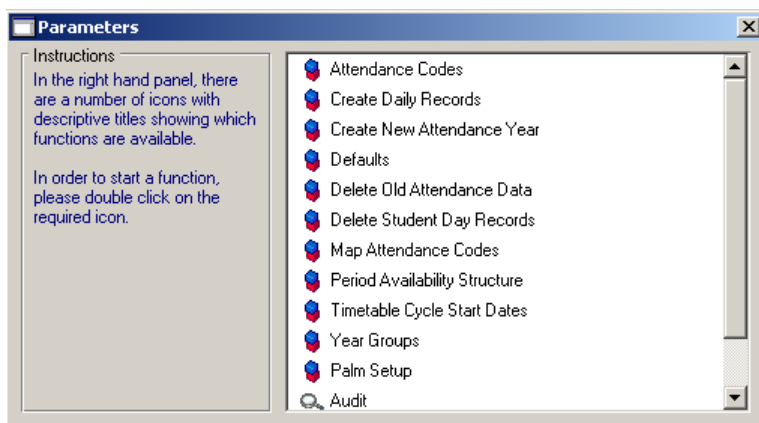 Parameters
Instructions
In the right hand panel, there
are a number of icons with
descriptive titles showing which
functions are available.
In order to start a function,
please double click on the
required icon.
Attendance Codes
Create Daily Records
Create New Attendance Year
Defaults
Delete Old Attendance Data
Delete Student Day Records
Map Attendance Codes
Period Availability Structure
Timetable Cycle Start Dates
Year Groups
Palm Setup
Audit